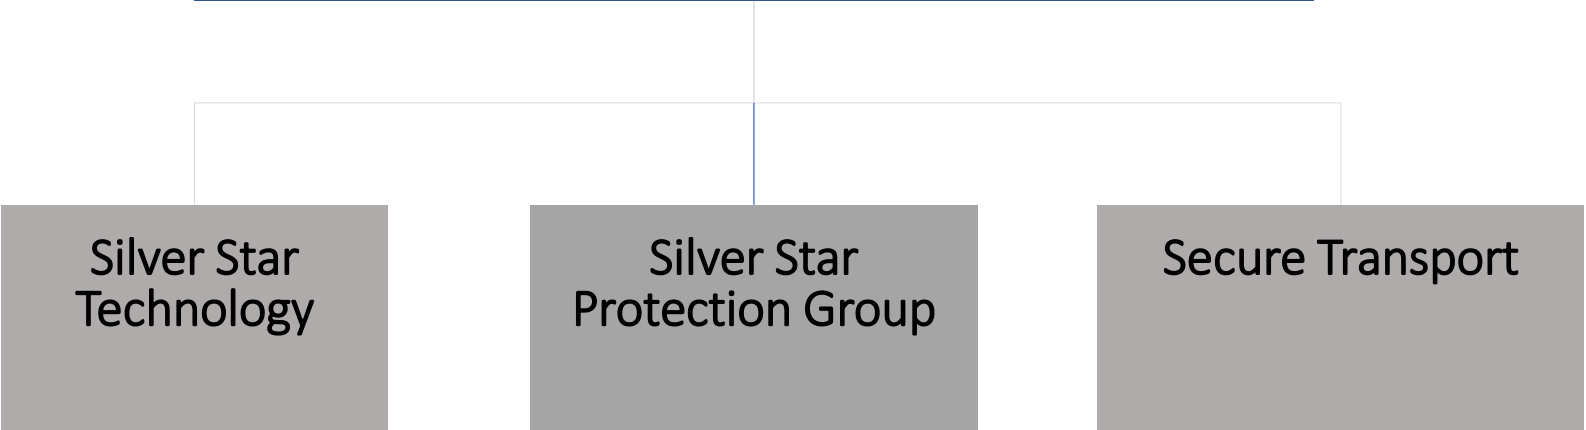 Silver Star
Technology
Silver Star
Protection Group
Secure Transport